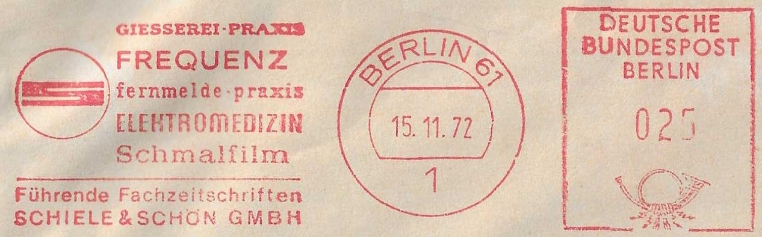 GIESSEREI·PRAXIS
FREQUENZ
fernmelde·praxis
ELEKTROMEDIZIN
Schmalfilm
Führende Fachzeitschriften
SCHIELE & SCHÖN GMBH
BERLIN 61
15.11.72
1
DEUTSCHE
BUNDESPOST
BERLIN
025